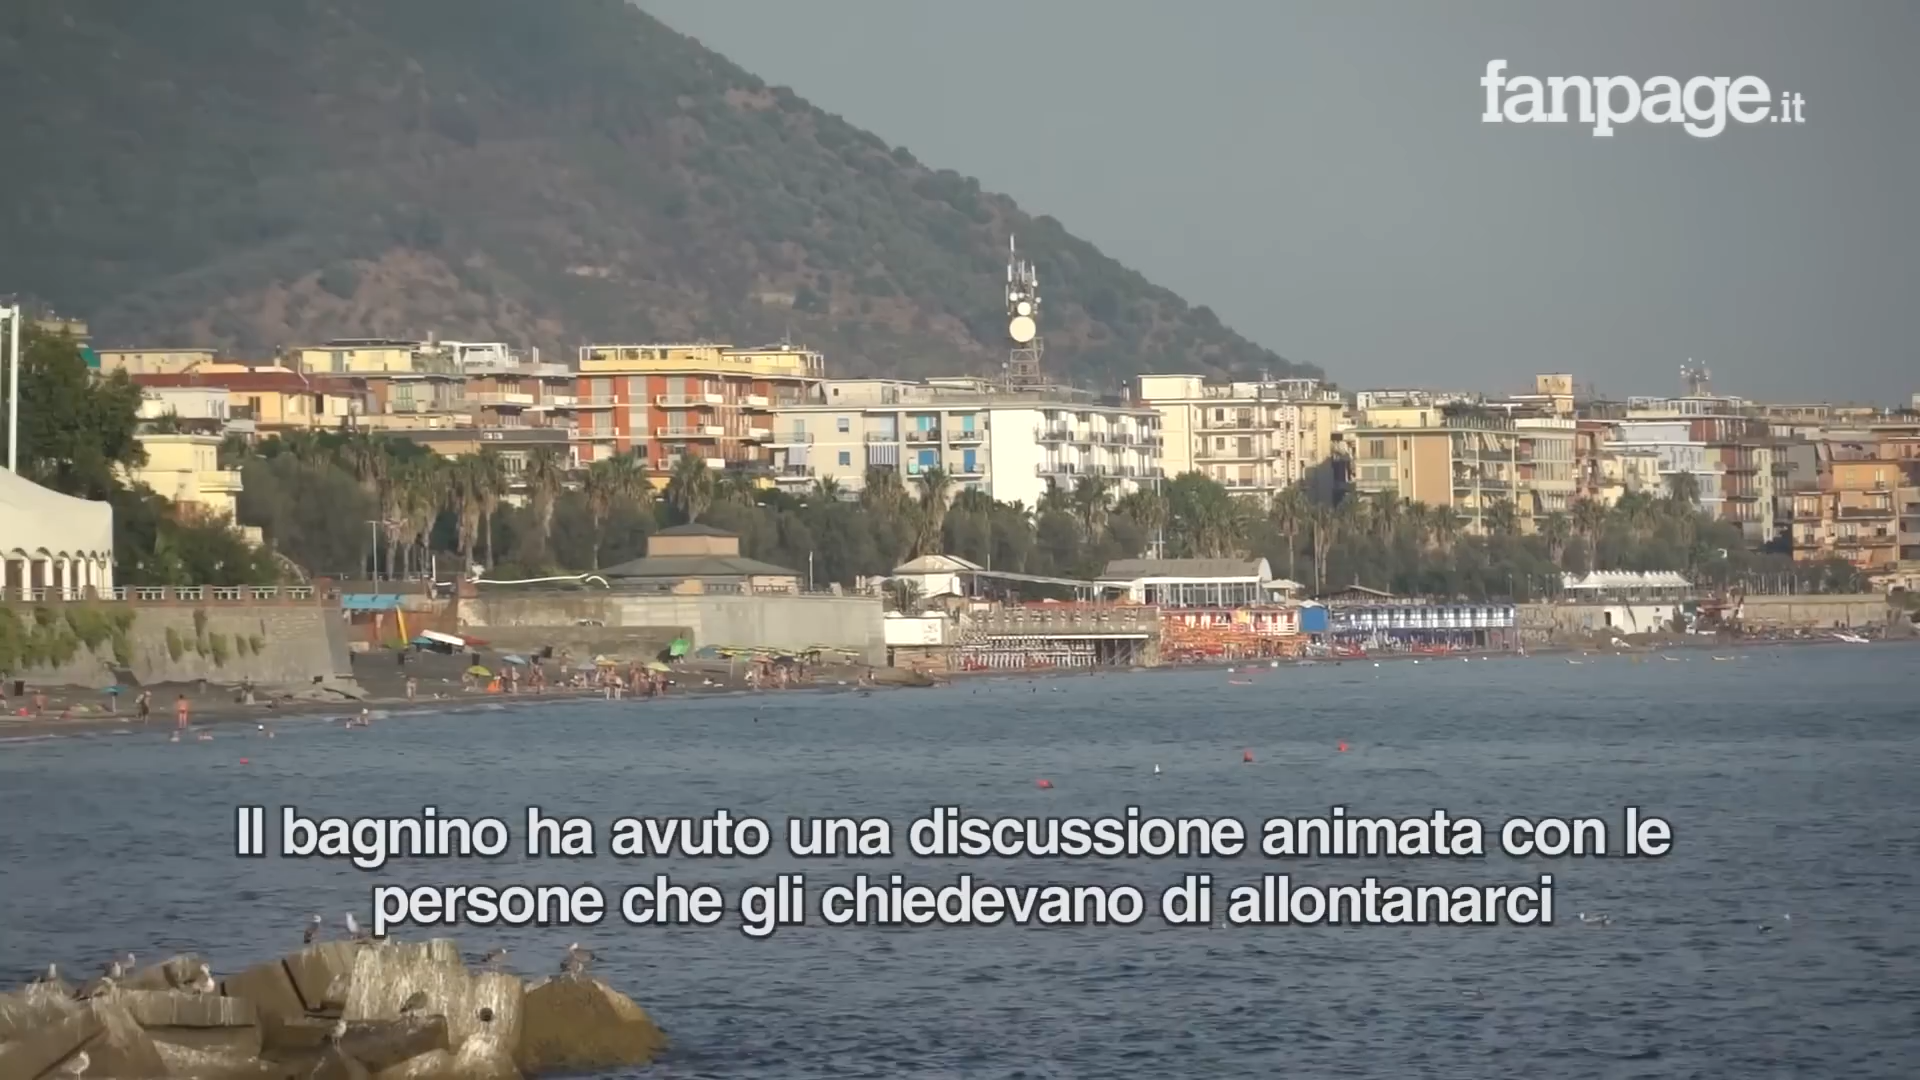 fanpage.it
Il bagnino ha avuto una discussione animata con le
persone che gli chiedevano di allontanarci